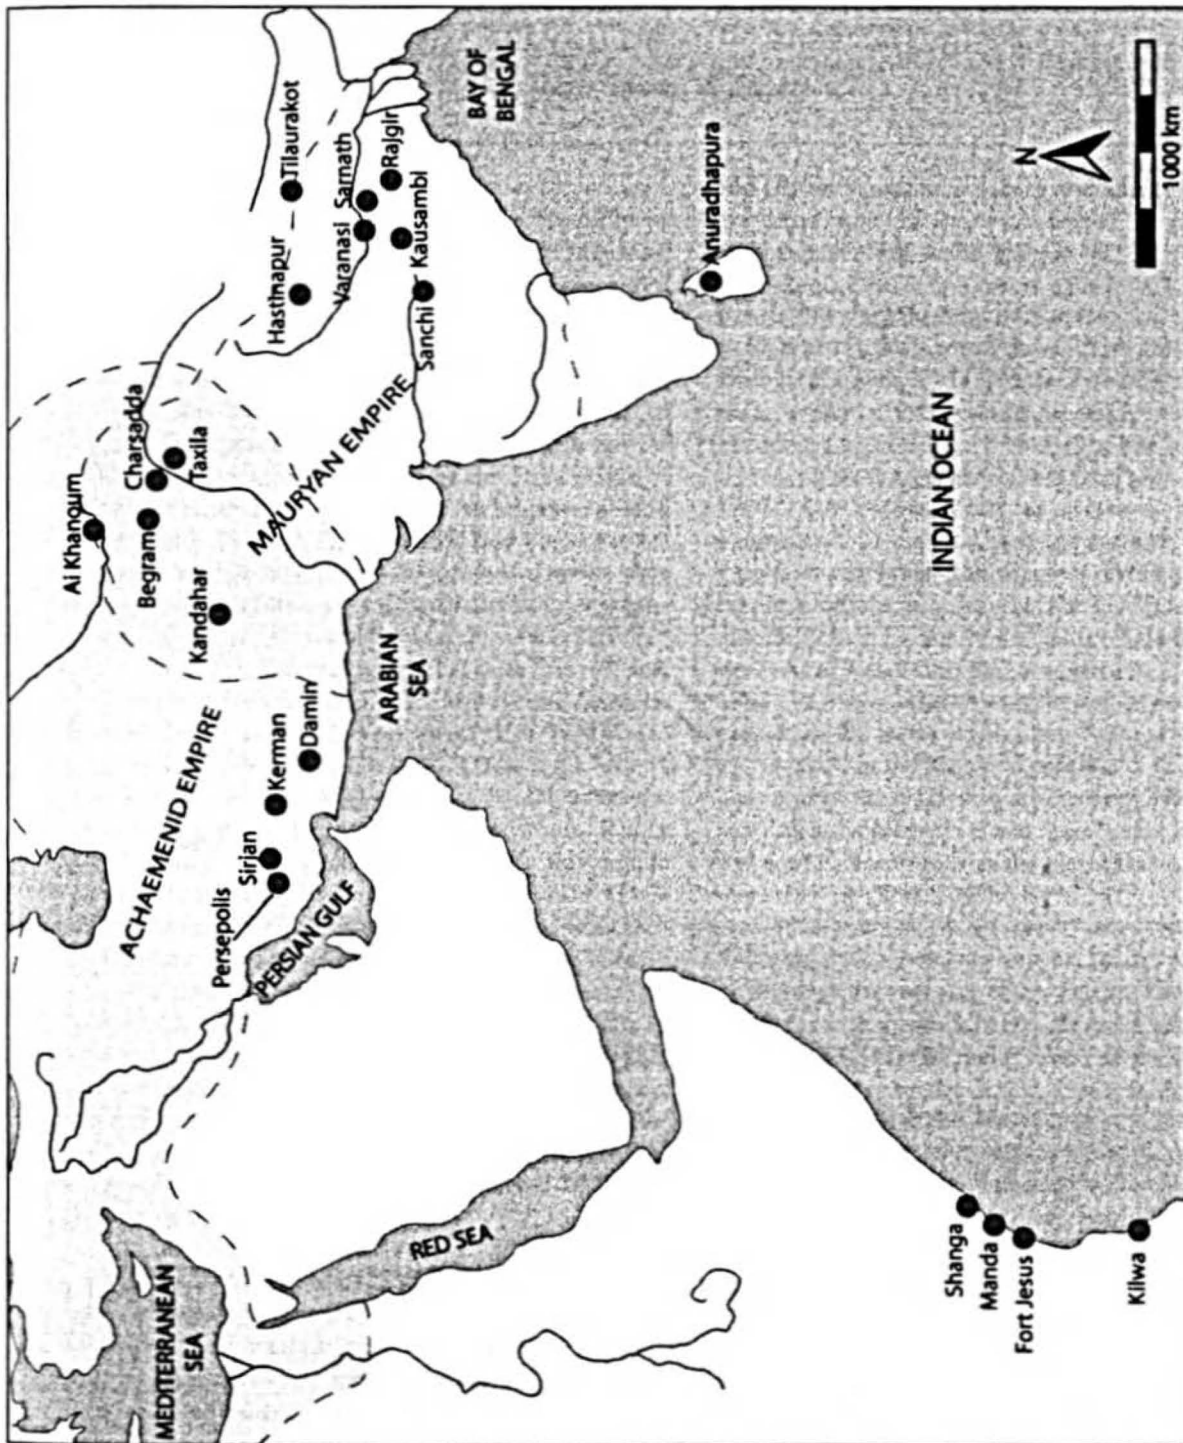 Ai Khanoum
Charsadda
Begram
Taxila
Kandahar
ACHAEMENID EMPIRE
MAURYAN EMPIRE
Hastinapur
Tilaurakot
Varanasi
Sarnath
Rajgir
Kausambi
Sanchi
Persepolis
Sirjan
Kerman
Damin
PERSIAN GULF
MEDITERRANEAN
SEA
RED SEA
ARABIAN
SEA
BAY OF
BENGAL
Anuradhapura
INDIAN OCEAN
Shanga
Manda
Fort Jesus
Kilwa
N
1000 km